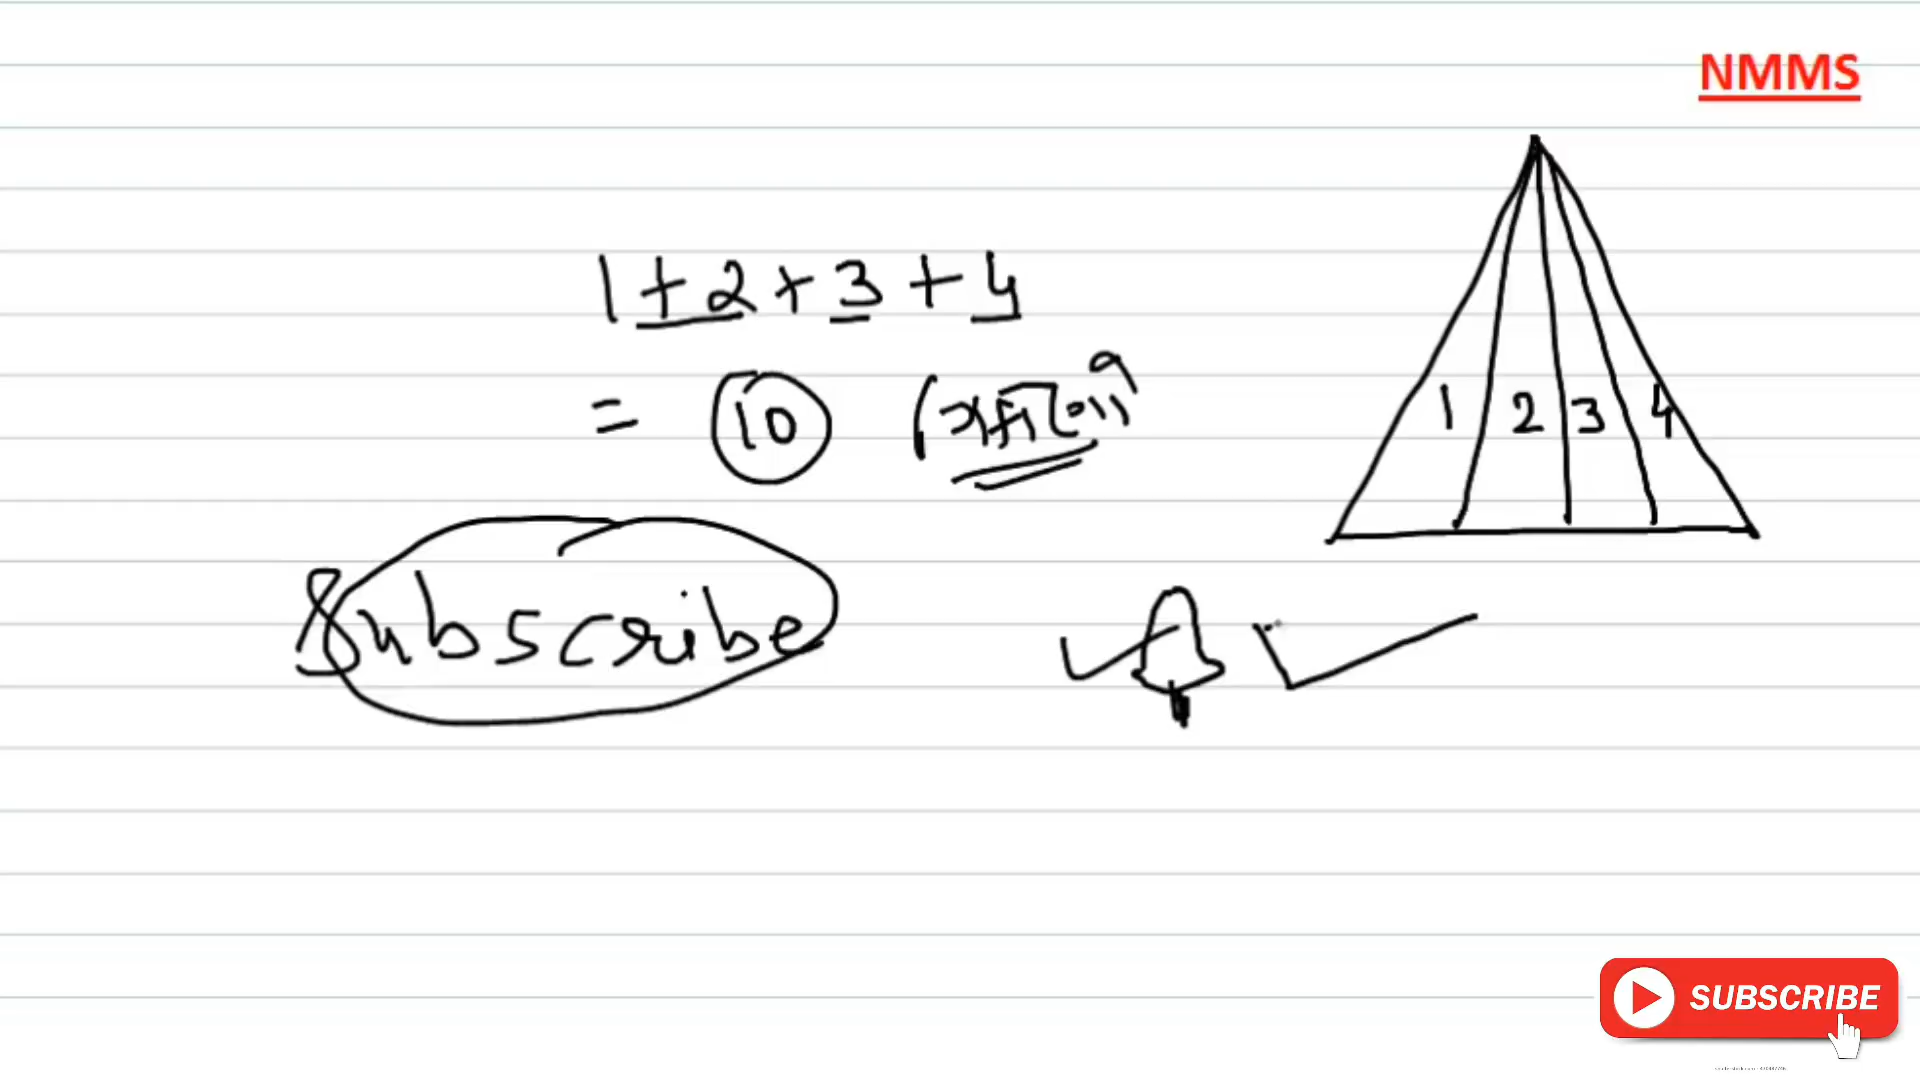 NMMS
1 + 2 + 3 + 4
= 10
1 2 3 4
Subscribe
SUBSCRIBE